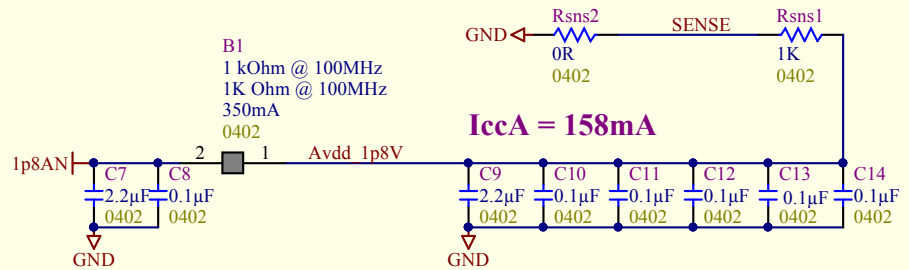 Rsns2
SENSE
Rsns1
GND
0R
0402
1K
0402
B1
1 kOhm @ 100MHz
1K Ohm @ 100MHz
350mA
0402
IccA = 158mA
1p8AN
2
1
Avdd_1p8V
C7
2.2µF
0402
C8
0.1µF
0402
C9
2.2µF
0402
C10
0.1µF
0402
C11
0.1µF
0402
C12
0.1µF
0402
C13
0.1µF
0402
C14
0.1µF
0402
GND
GND